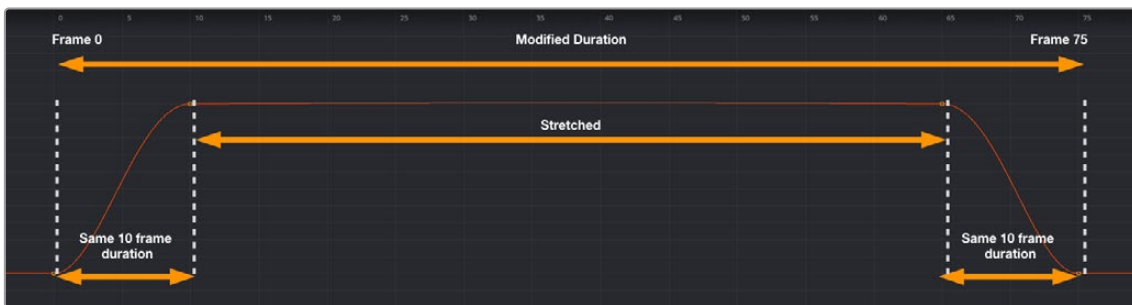 0 5 10 15 20 25 30 35 40 45 50 55 60 65 70 75
Frame 0 Modified Duration Frame 75
Stretched
Same 10 frame
duration
Same 10 frame
duration